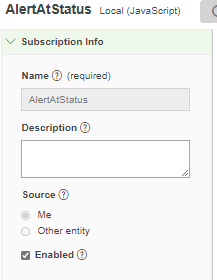 AlertAtStatus Local (JavaScript)
Subscription Info
Name ? (required)
AlertAtStatus
Description ?
Source ?
Me
Other entity
Enabled ?